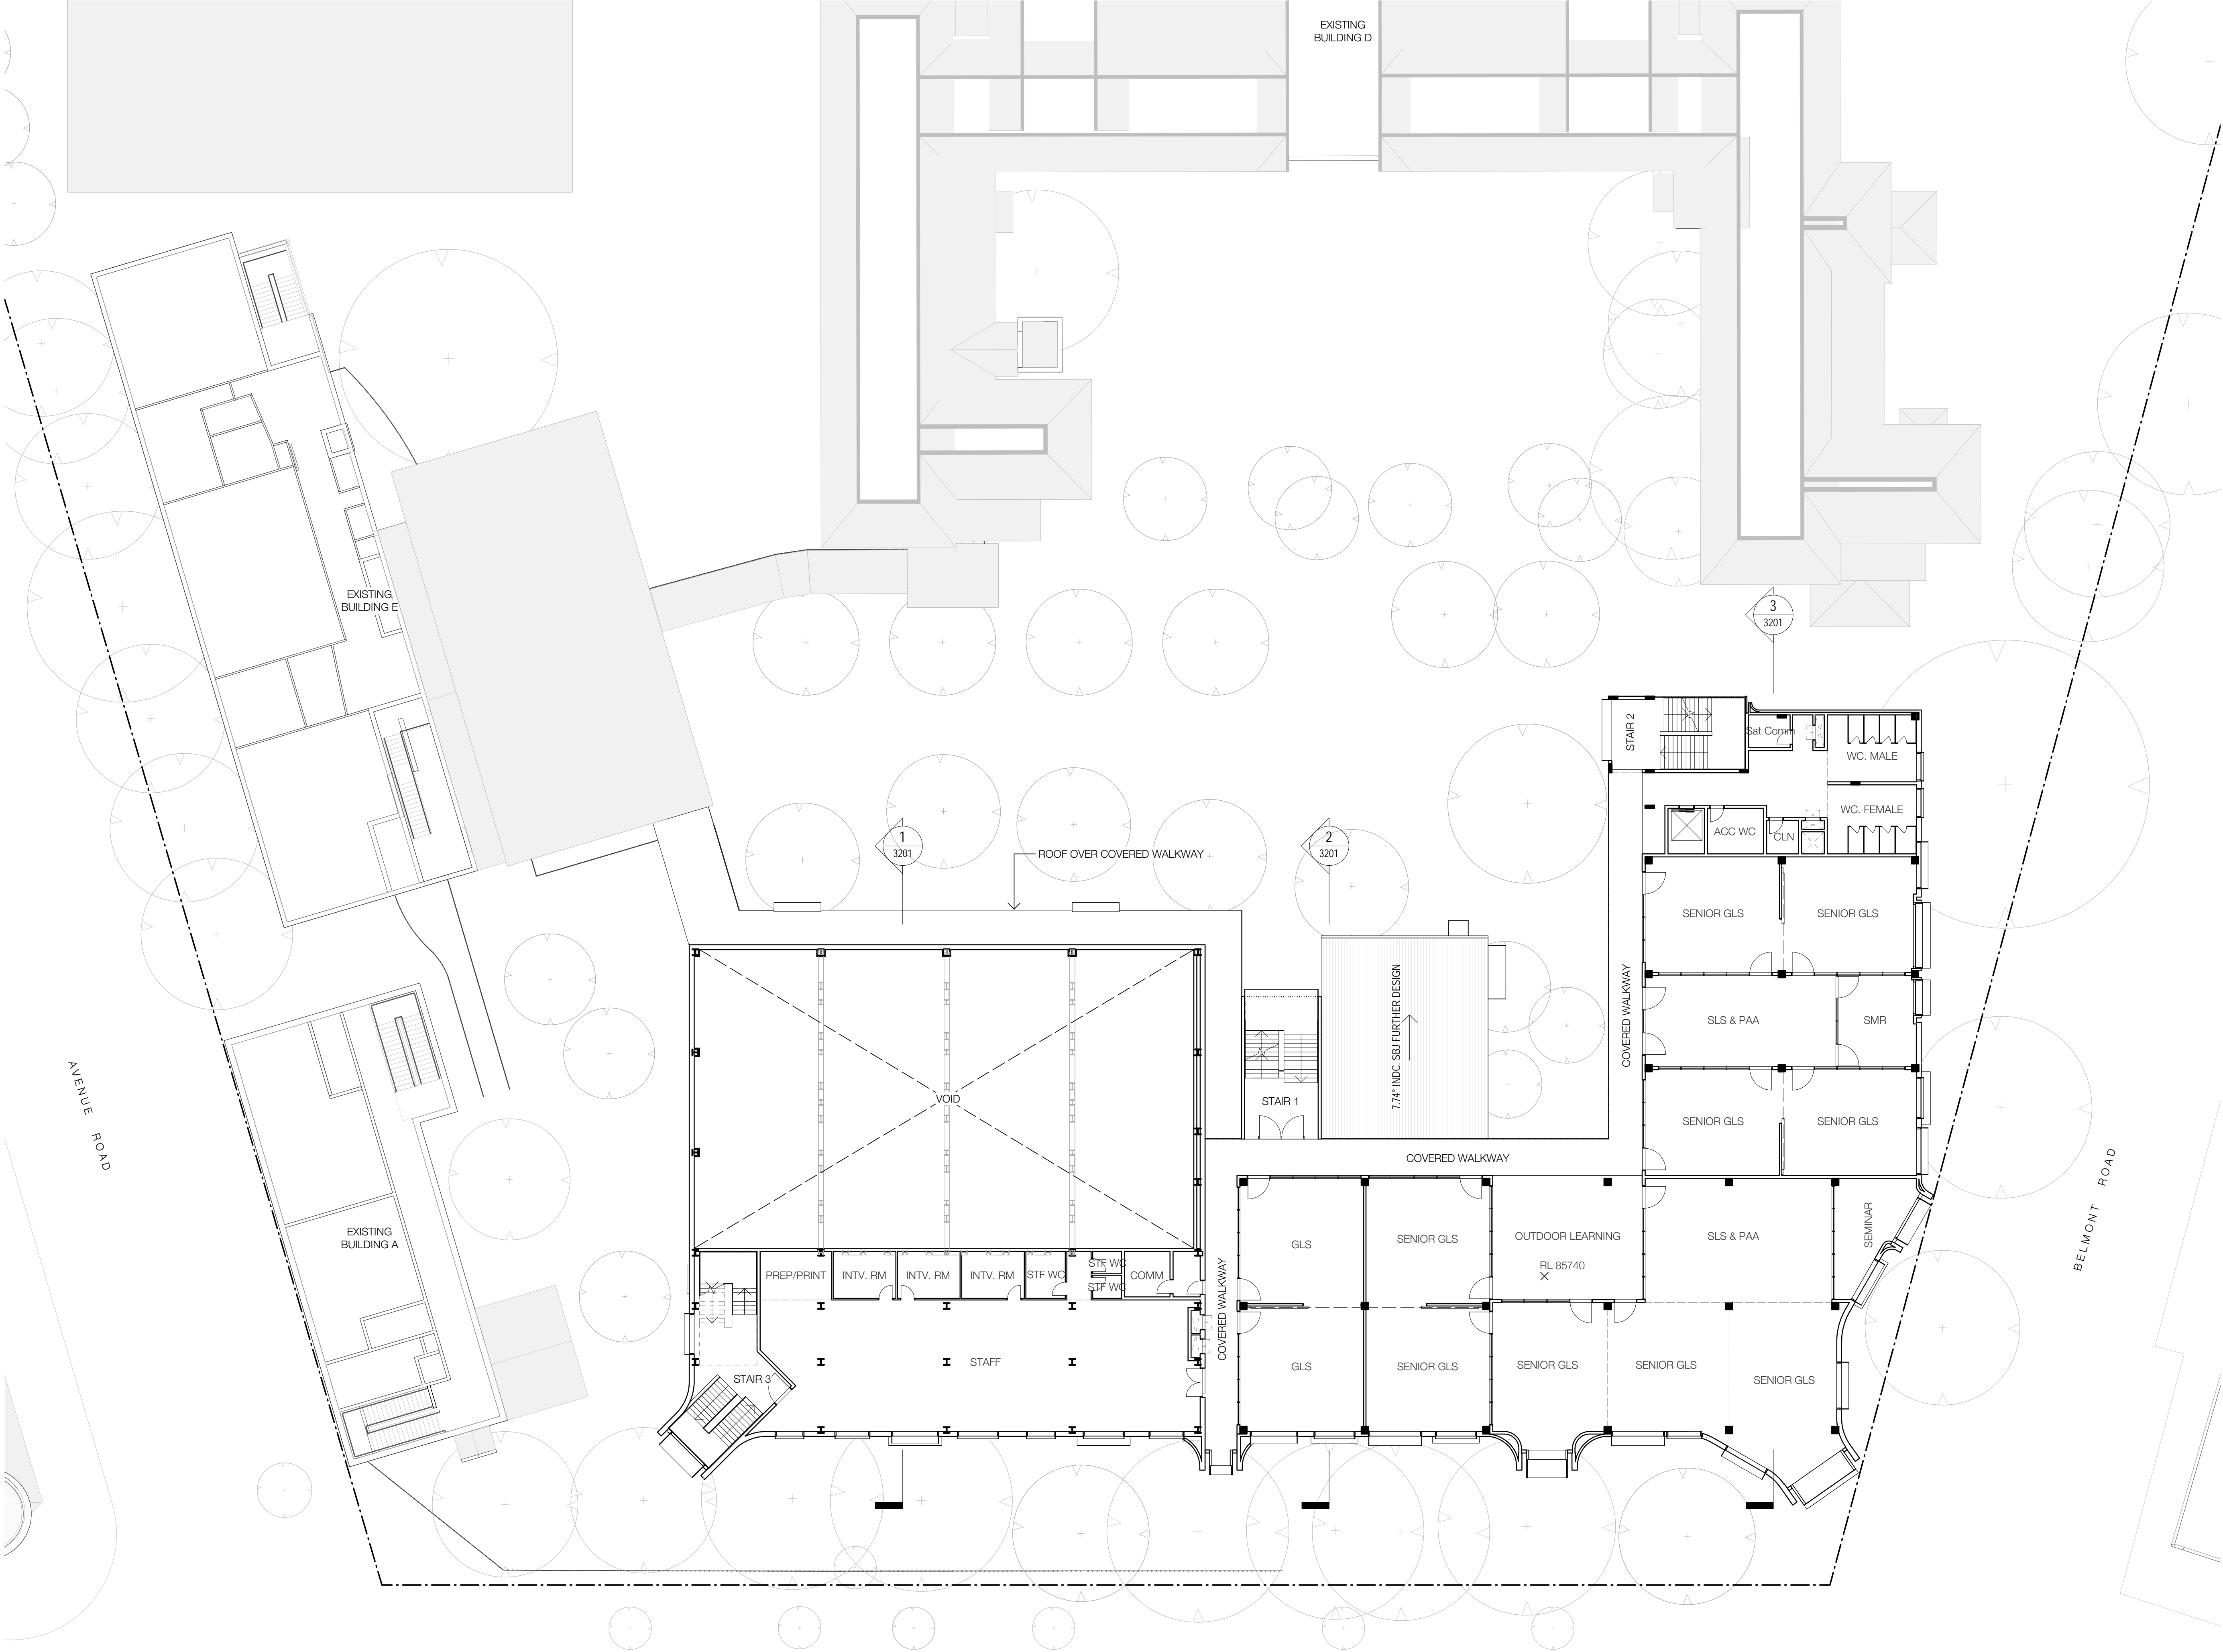 EXISTING
BUILDING D
EXISTING
BUILDING E
3
3201
STAIR 2
Sat Comm
WC. MALE
WC. FEMALE
ACC WC
CLN
1
3201
2
3201
ROOF OVER COVERED WALKWAY
SENIOR GLS
SENIOR GLS
COVERED WALKWAY
7.74° INDC. SBJ FURTHER DESIGN
SLS & PAA
SMR
VOID
STAIR 1
SENIOR GLS
SENIOR GLS
AVENUE ROAD
BELMONT ROAD
COVERED WALKWAY
EXISTING
BUILDING A
GLS
SENIOR GLS
OUTDOOR LEARNING
RL 85740
SLS & PAA
SEMINAR
PREP/PRINT
INTV. RM
INTV. RM
INTV. RM
STF WC
STF WC
STF WC
COMM
COVERED WALKWAY
STAFF
STAIR 3
GLS
SENIOR GLS
SENIOR GLS
SENIOR GLS
SENIOR GLS